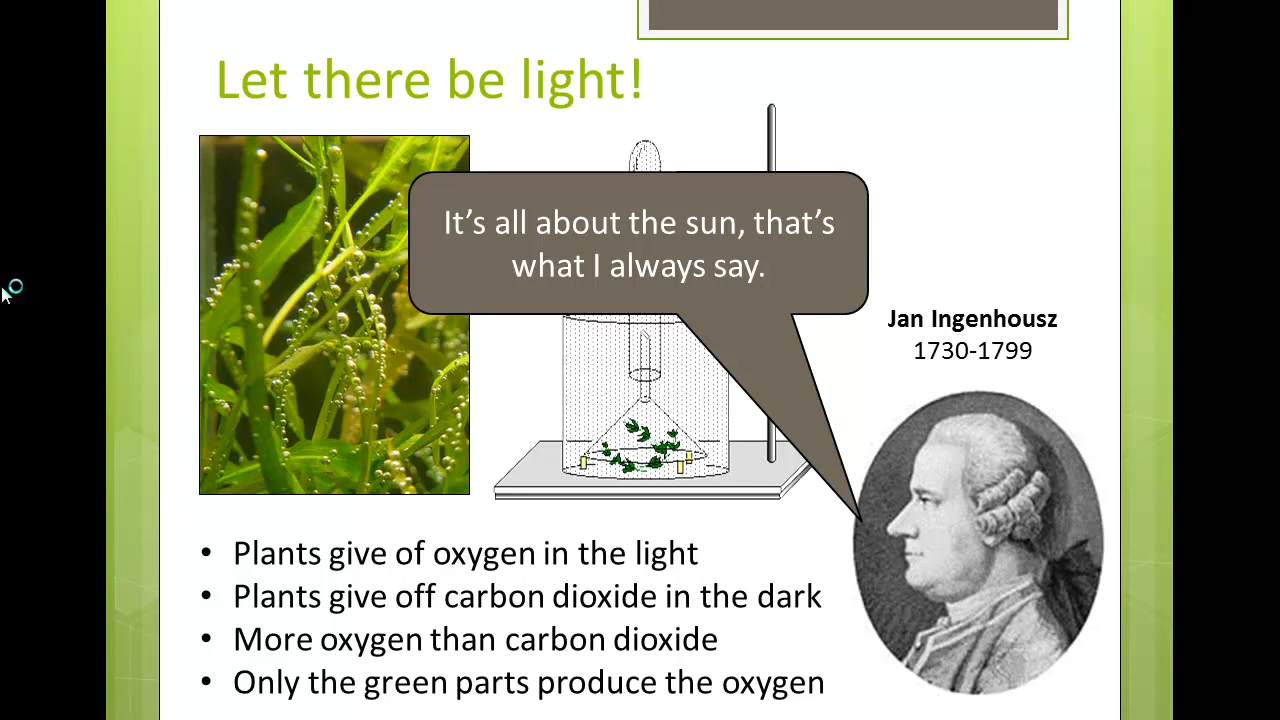 Let there be light!
It's all about the sun, that's
what I always say.
Jan Ingenhousz
1730-1799
• Plants give of oxygen in the light
• Plants give off carbon dioxide in the dark
• More oxygen than carbon dioxide
• Only the green parts produce the oxygen